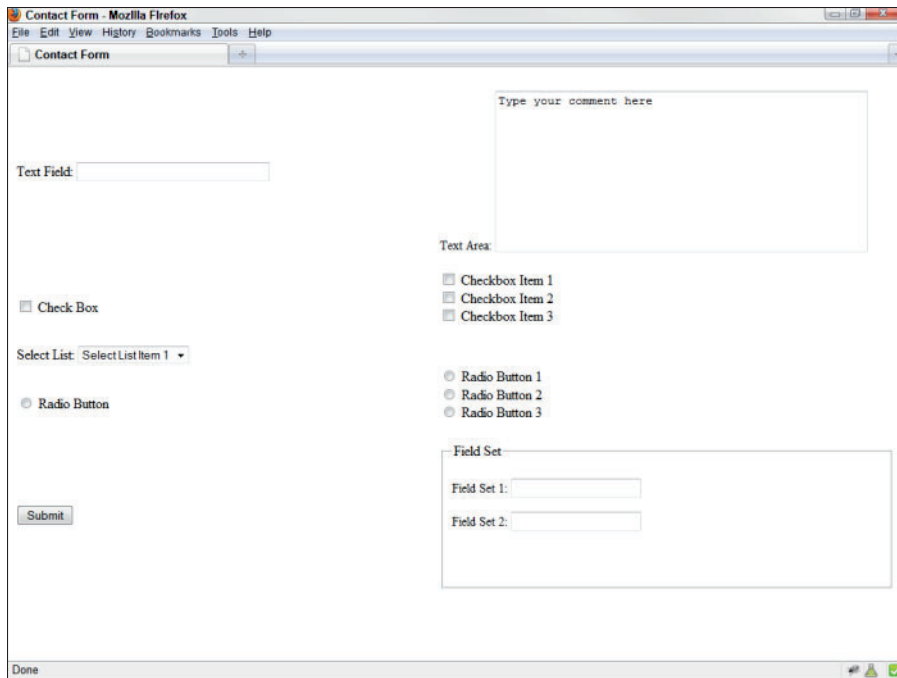 Contact Form - Mozilla Firefox
File Edit View History Bookmarks Tools Help
Contact Form
Type your comment here
Text Field:
Text Area:
Checkbox Item 1
Check Box
Checkbox Item 2
Checkbox Item 3
Select List: Select List Item 1
Radio Button 1
Radio Button
Radio Button 2
Radio Button 3
Field Set
Field Set 1:
Submit
Field Set 2:
Done